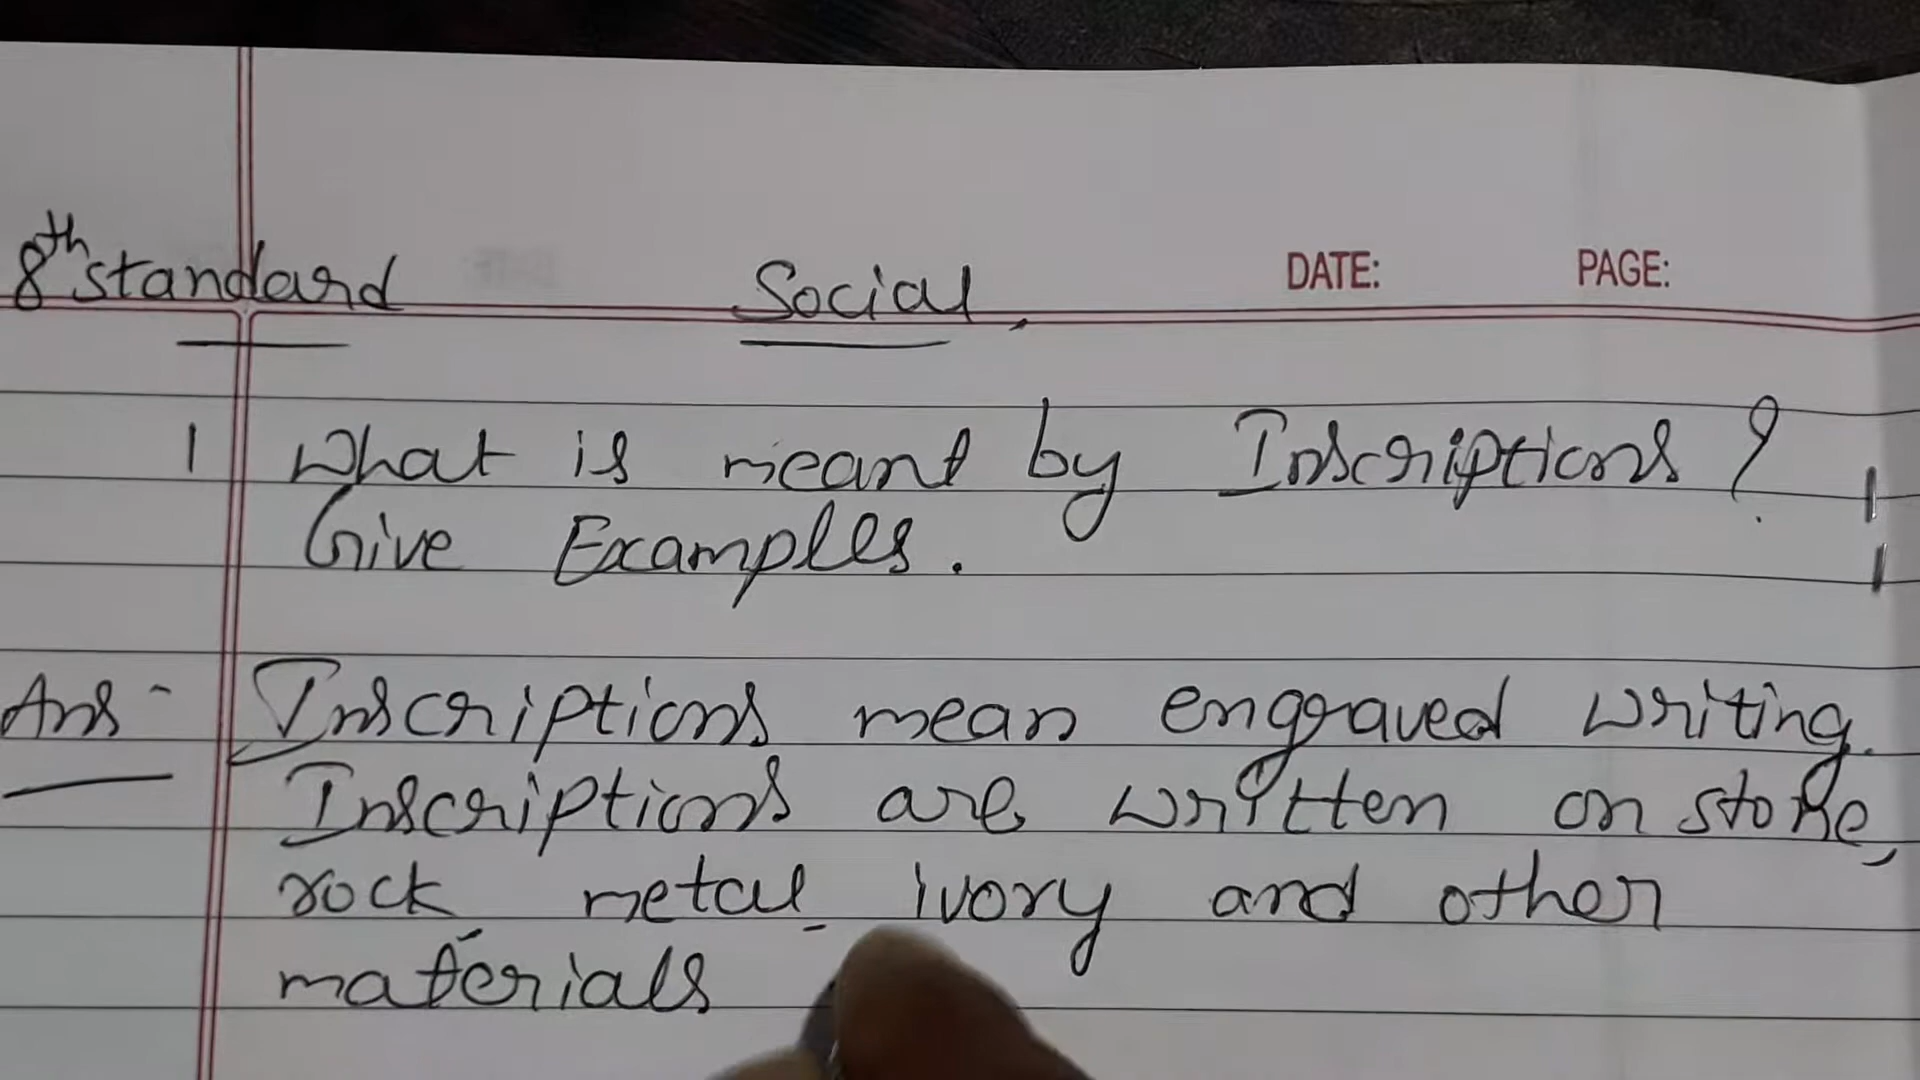 8th standard Social, DATE: PAGE:
1 What is meant by Inscriptions?
Give Examples.
Ans- Inscriptions mean engraved writing.
Inscriptions are written on stone,
rock, metal, ivory and other
materials